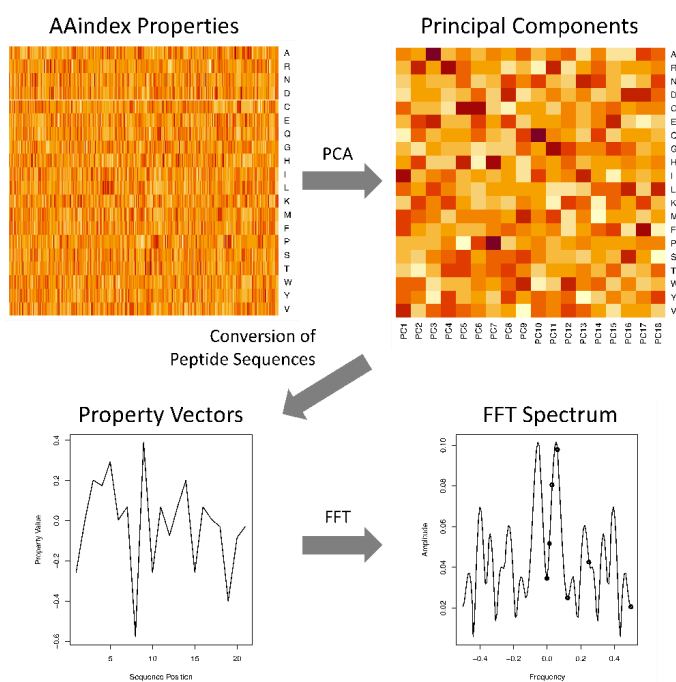 AAindex Properties
Principal Components
A
R
N
D
C
E
Q
G
H
I
L
K
M
F
P
S
T
W
Y
V
PCA
A
R
N
D
C
E
Q
G
H
I
L
K
M
F
P
S
T
W
Y
V
PC1
PC2
PC3
PC4
PC5
PC6
PC7
PC8
PC9
PC10
PC11
PC12
PC13
PC14
PC15
PC16
PC17
PC18
Conversion of
Peptide Sequences
Property Vectors
FFT Spectrum
Property Value
0.4
0.2
0.0
-0.2
-0.4
-0.6
5
10
15
20
Sequence Position
FFT
Amplitude
0.10
0.08
0.06
0.04
0.02
-0.4
-0.2
0.0
0.2
0.4
Frequency